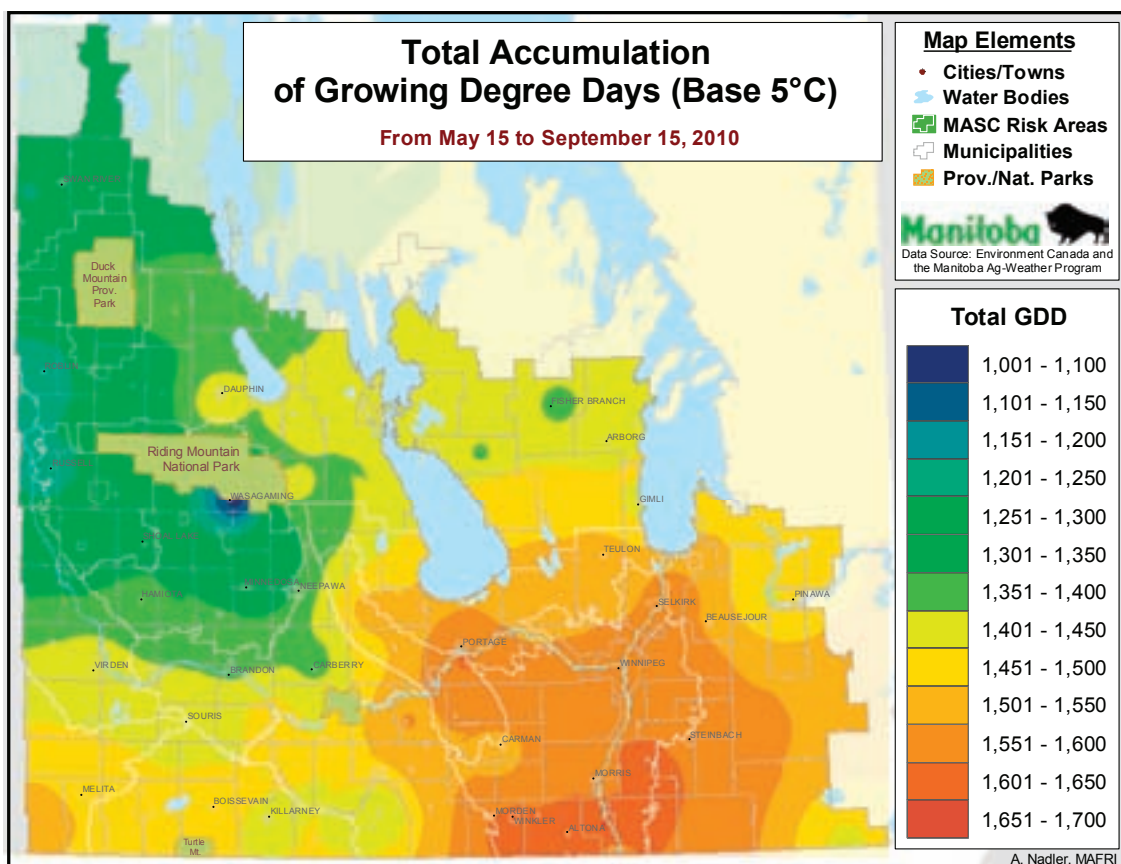 Total Accumulation
of Growing Degree Days (Base 5°C)
From May 15 to September 15, 2010
Map Elements
Cities/Towns
Water Bodies
MASC Risk Areas
Municipalities
Prov./Nat. Parks
Manitoba
Data Source: Environment Canada and
the Manitoba Ag-Weather Program
Total GDD
1,001 - 1,100
1,101 - 1,150
1,151 - 1,200
1,201 - 1,250
1,251 - 1,300
1,301 - 1,350
1,351 - 1,400
1,401 - 1,450
1,451 - 1,500
1,501 - 1,550
1,551 - 1,600
1,601 - 1,650
1,651 - 1,700
A. Nadler, MAFRI
Duck
Mountain
Prov.
Park
DAUPHIN
FISHER BRANCH
ARBORG
Riding Mountain
National Park
WASAGAMING
GIMLI
TEULON
NEEPAWA
HAMIOTA
PINAWA
SELKIRK
BEAUSEJOUR
PORTAGE
WINNIPEG
VIRDEN
BRANDON
CARBERRY
SOURIS
CARMAN
STEINBACH
MORRIS
MELITA
BOISSEVAIN
KILLARNEY
MORDEN
WINKLER
ALTONA
Turtle
Mt.